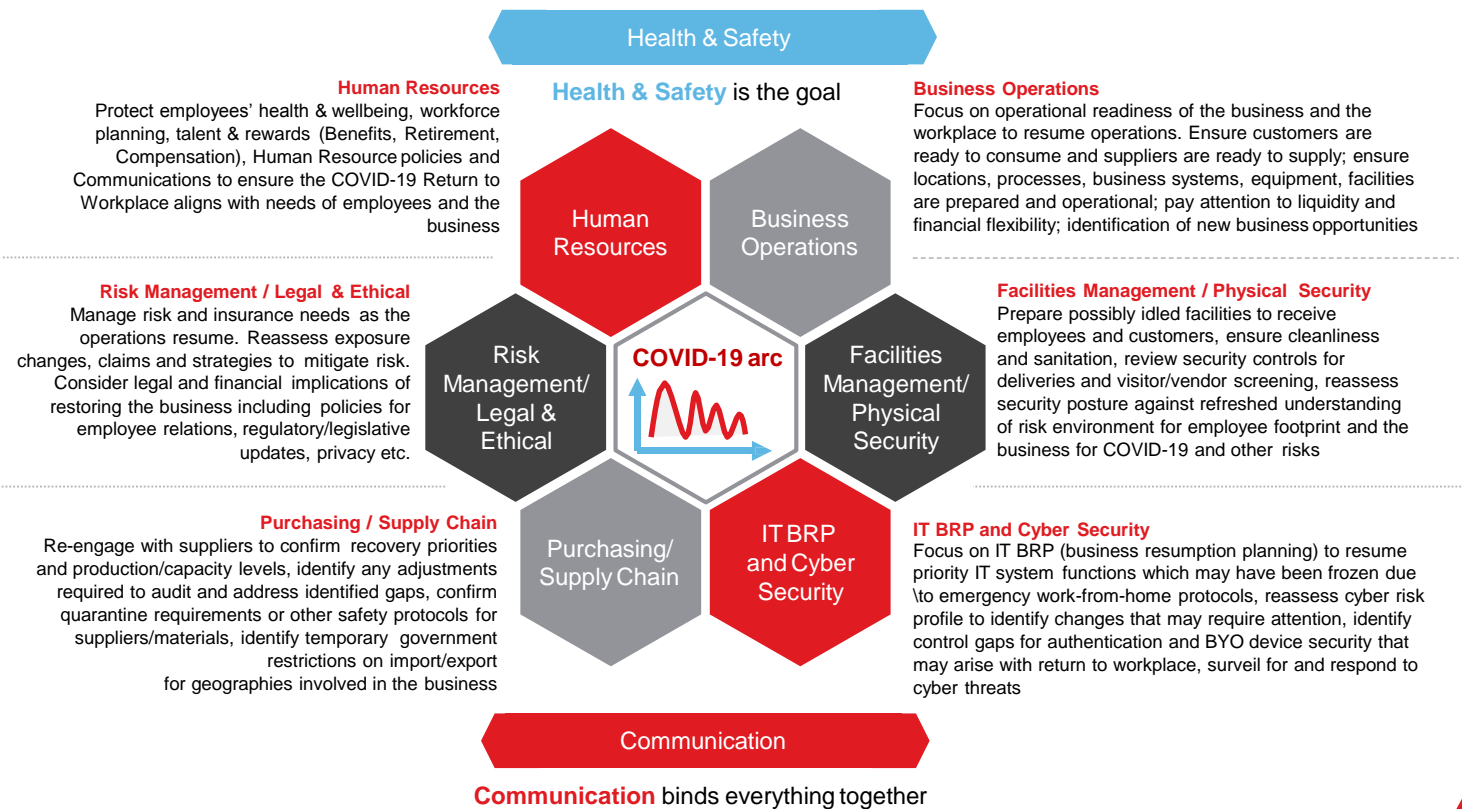 Health & Safety
Health & Safety is the goal
Human Resources
Protect employees' health & wellbeing, workforce
planning, talent & rewards (Benefits, Retirement,
Compensation), Human Resource policies and
Communications to ensure the COVID-19 Return to
Workplace aligns with needs of employees and the
business
Business Operations
Focus on operational readiness of the business and the
workplace to resume operations. Ensure customers are
ready to consume and suppliers are ready to supply; ensure
locations, processes, business systems, equipment, facilities
are prepared and operational; pay attention to liquidity and
financial flexibility; identification of new business opportunities
Human
Resources
Business
Operations
Risk Management / Legal & Ethical
Manage risk and insurance needs as the
operations resume. Reassess exposure
changes, claims and strategies to mitigate risk.
Consider legal and financial implications of
restoring the business including policies for
employee relations, regulatory/legislative
updates, privacy etc.
Risk
Management/
Legal &
Ethical
COVID-19 arc
Facilities
Management/
Physical
Security
Facilities Management / Physical Security
Prepare possibly idled facilities to receive
employees and customers, ensure cleanliness
and sanitation, review security controls for
deliveries and visitor/vendor screening, reassess
security posture against refreshed understanding
of risk environment for employee footprint and the
business for COVID-19 and other risks
Purchasing / Supply Chain
Re-engage with suppliers to confirm recovery priorities
and production/capacity levels, identify any adjustments
required to audit and address identified gaps, confirm
quarantine requirements or other safety protocols for
suppliers/materials, identify temporary government
restrictions on import/export
for geographies involved in the business
Purchasing/
Supply Chain
IT BRP
and Cyber
Security
IT BRP and Cyber Security
Focus on IT BRP (business resumption planning) to resume
priority IT system functions which may have been frozen due
\to emergency work-from-home protocols, reassess cyber risk
profile to identify changes that may require attention, identify
control gaps for authentication and BYO device security that
may arise with return to workplace, surveil for and respond to
cyber threats
Communication
Communication binds everything together